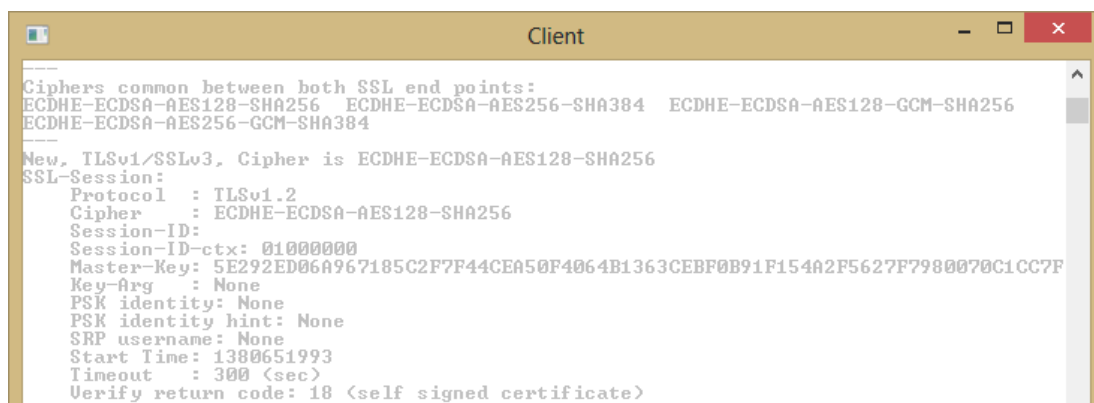 Client
---
Ciphers common between both SSL end points:
ECDHE-ECDSA-AES128-SHA256  ECDHE-ECDSA-AES256-SHA384  ECDHE-ECDSA-AES128-GCM-SHA256
ECDHE-ECDSA-AES256-GCM-SHA384
---
New, TLSv1/SSLv3, Cipher is ECDHE-ECDSA-AES128-SHA256
SSL-Session:
    Protocol  : TLSv1.2
    Cipher    : ECDHE-ECDSA-AES128-SHA256
    Session-ID:
    Session-ID-ctx: 01000000
    Master-Key: 5E292ED06A967185C2F7F44CEA50F4064B1363CEBF0B91F154A2F5627F7980070C1CC7F
    Key-Arg   : None
    PSK identity: None
    PSK identity hint: None
    SRP username: None
    Start Time: 1380651993
    Timeout   : 300 (sec)
    Verify return code: 18 (self signed certificate)